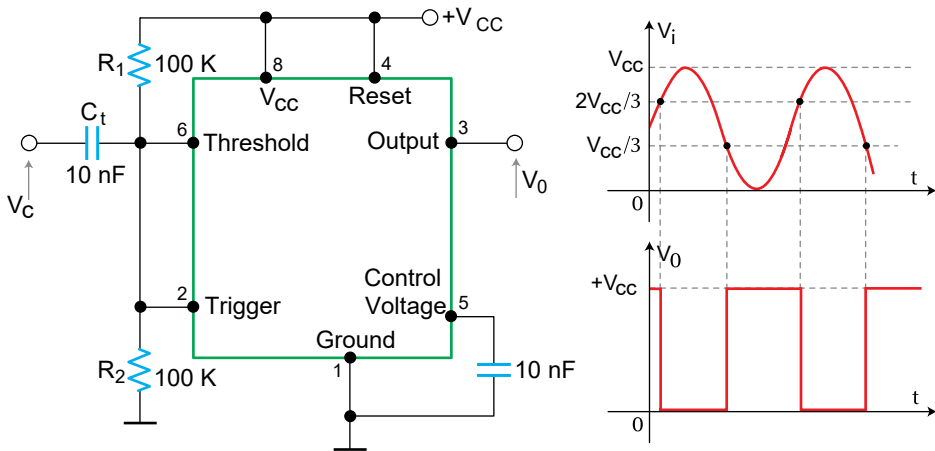 +V CC
R1 100 K
8
4
VCC
Reset
Ct
6
Threshold
Output
3
10 nF
VC
V0
2
Trigger
Control
Voltage
5
Ground
1
R2 100 K
10 nF
Vi
VCC
2VCC/3
VCC/3
0
t
V0
+VCC
0
t